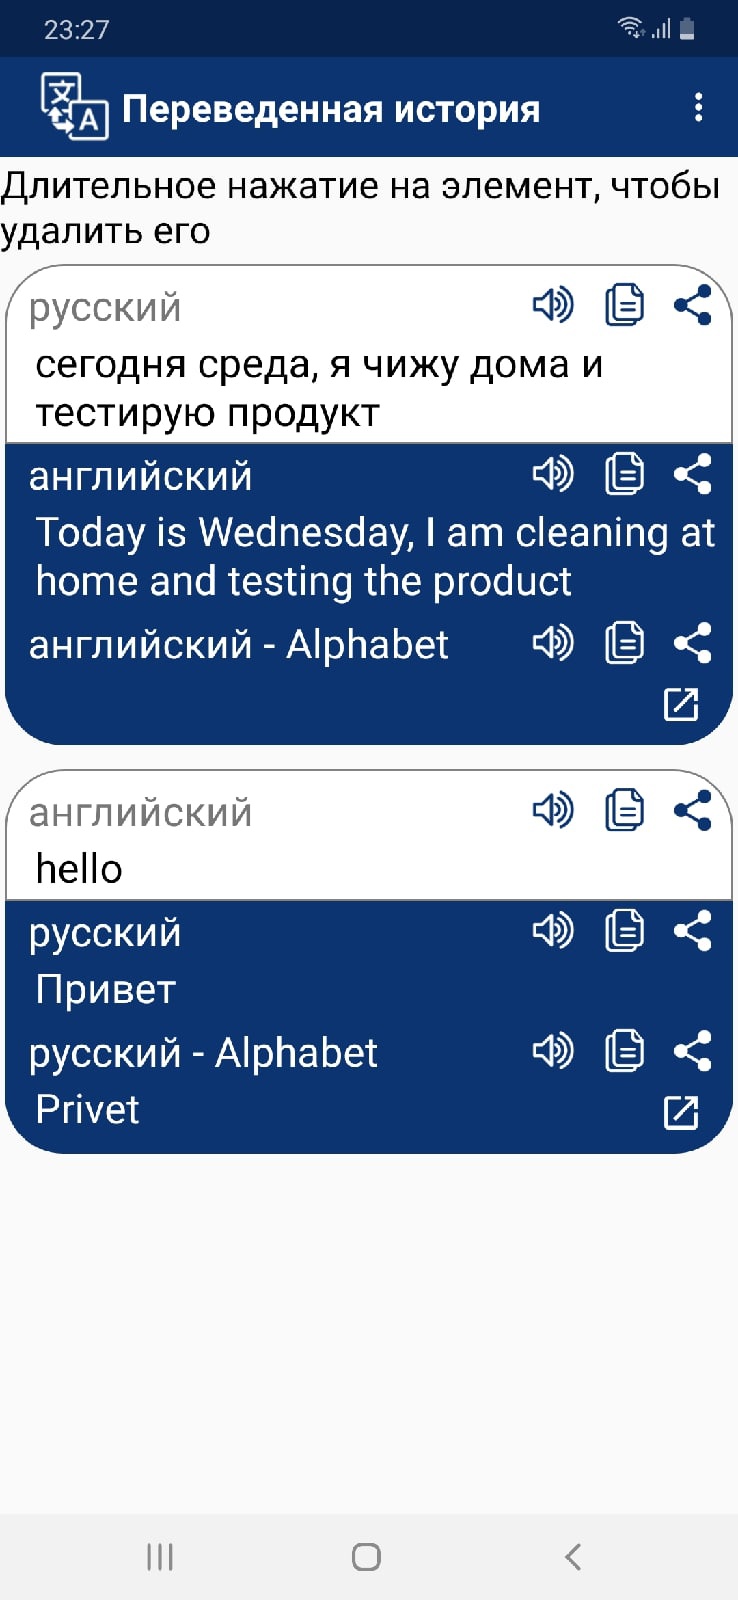 23:27
Переведенная история
Длительное нажатие на элемент, чтобы
удалить его
русский
сегодня среда, я чижу дома и
тестирую продукт
английский
Today is Wednesday, I am cleaning at
home and testing the product
английский - Alphabet
английский
hello
русский
Привет
русский - Alphabet
Privet